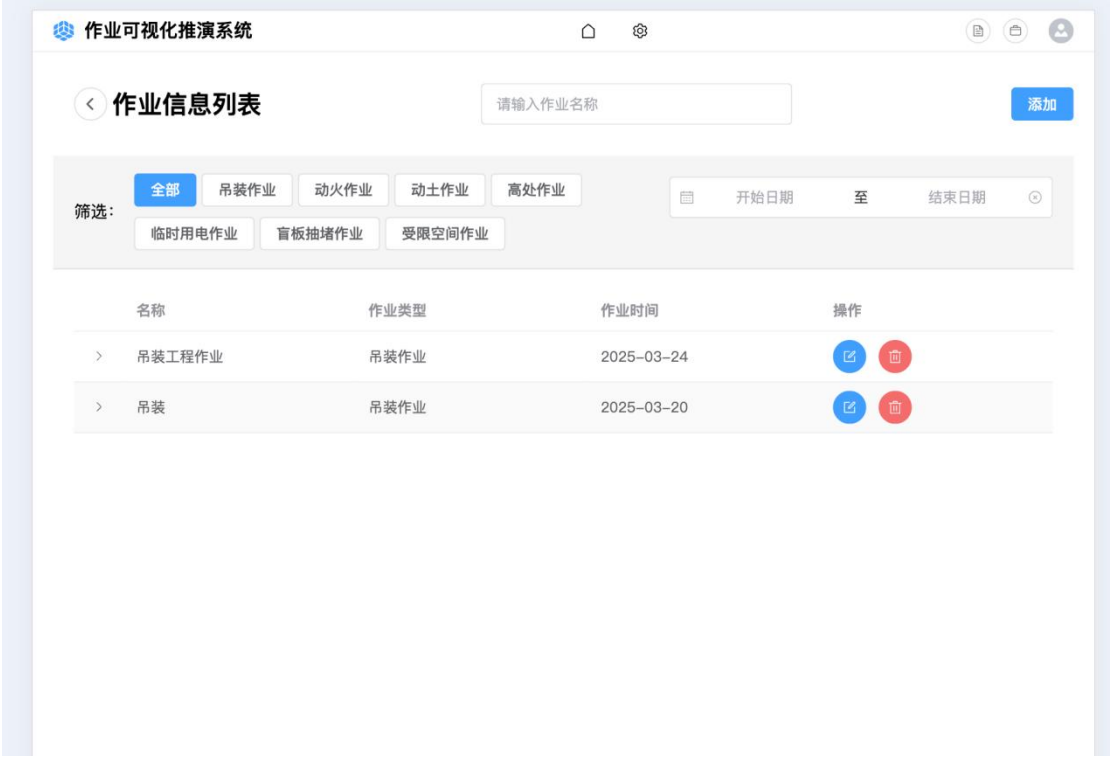 作业可视化推演系统
作业信息列表 请输入作业名称 添加
筛选: 全部 吊装作业 动火作业 动土作业 高处作业 开始日期 至 结束日期
临时用电作业 盲板抽堵作业 受限空间作业
名称 作业类型 作业时间 操作
吊装工程作业 吊装作业 2025-03-24
吊装 吊装作业 2025-03-20